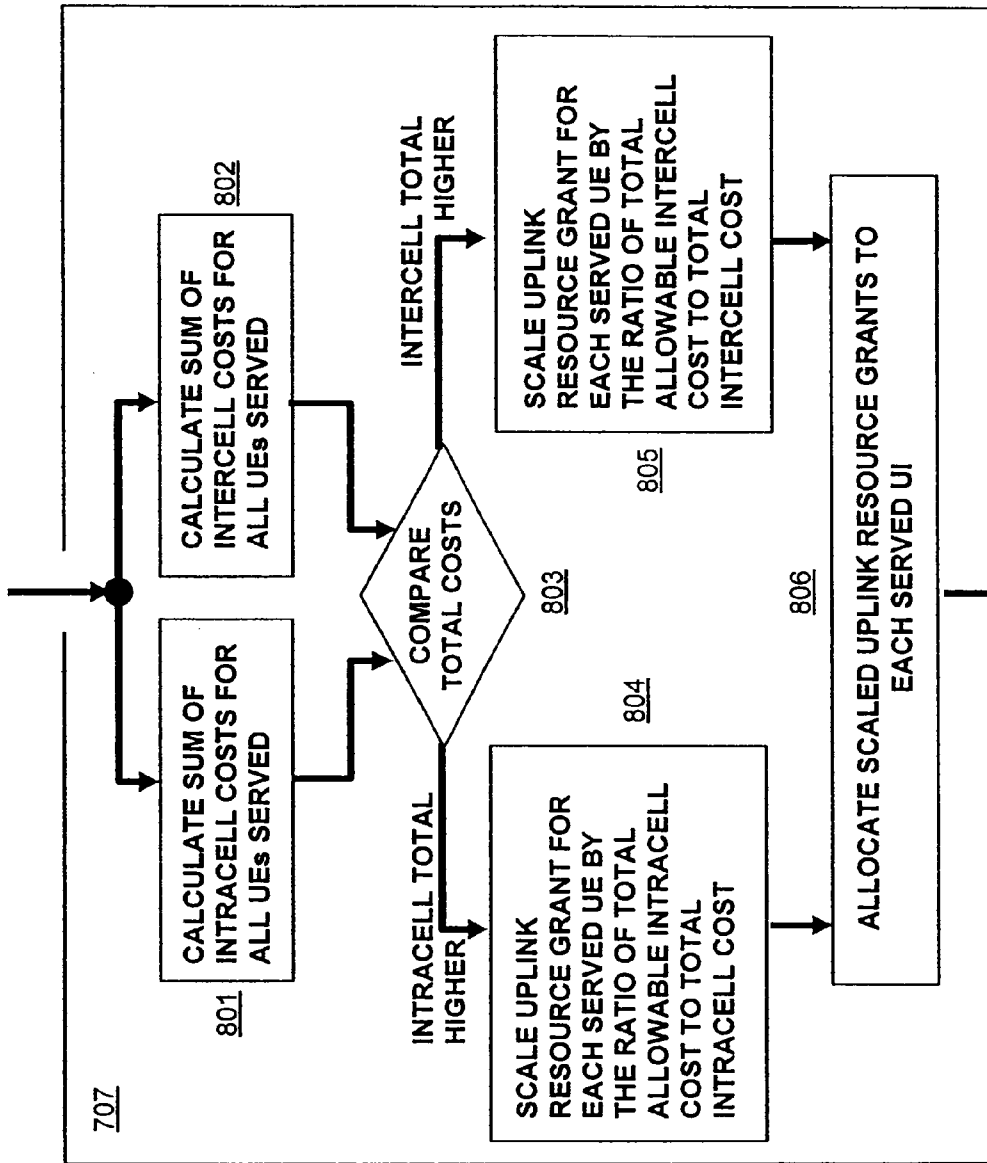 707
801
CALCULATE SUM OF
INTRACELL COSTS FOR
ALL UEs SERVED
802
CALCULATE SUM OF
INTERCELL COSTS FOR
ALL UEs SERVED
COMPARE
TOTAL COSTS
803
INTRACELL TOTAL
HIGHER
INTERCELL TOTAL
HIGHER
804
SCALE UPLINK
RESOURCE GRANT FOR
EACH SERVED UE BY
THE RATIO OF TOTAL
ALLOWABLE INTRACELL
COST TO TOTAL
INTRACELL COST
805
SCALE UPLINK
RESOURCE GRANT FOR
EACH SERVED UE BY
THE RATIO OF TOTAL
ALLOWABLE INTERCELL
COST TO TOTAL
INTERCELL COST
806
ALLOCATE SCALED UPLINK RESOURCE GRANTS TO
EACH SERVED UI